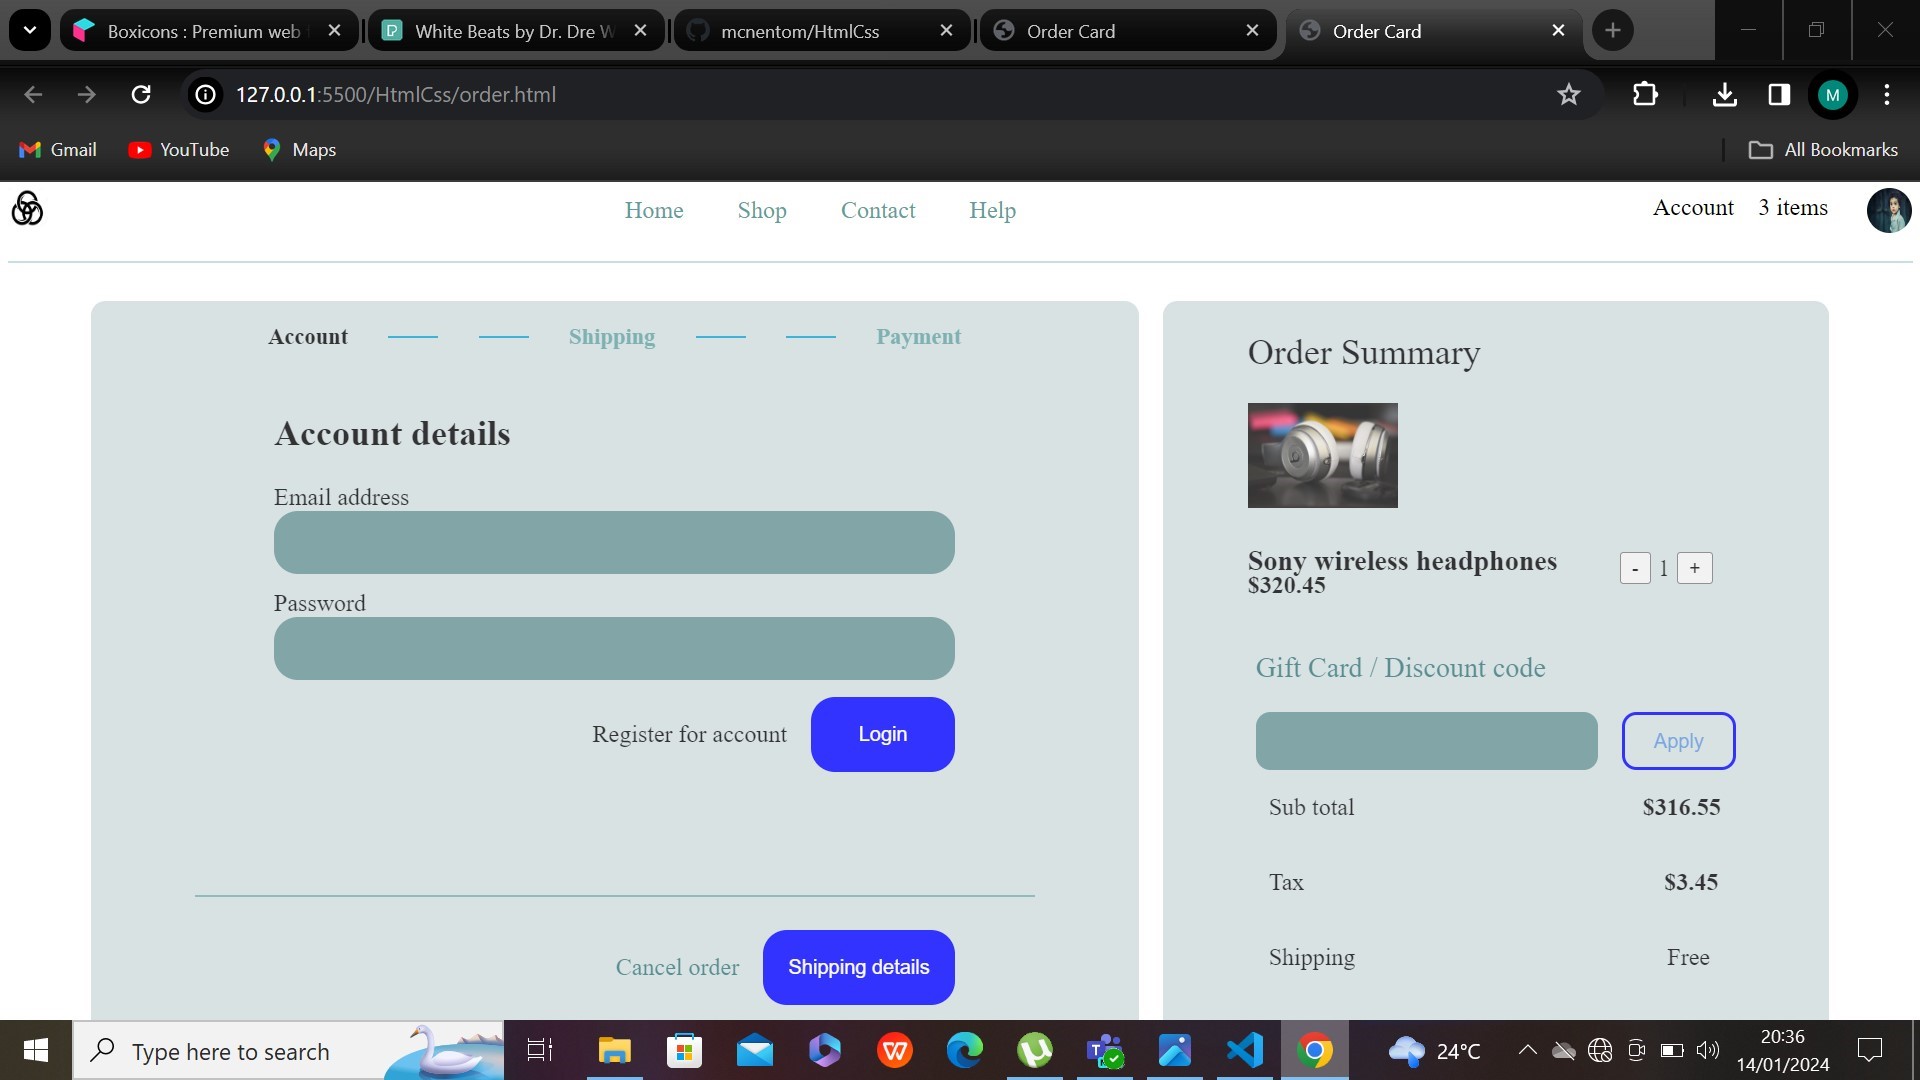 Boxicons : Premium web
White Beats by Dr. Dre W
mcnentom/HtmlCss
Order Card
Order Card
127.0.0.1:5500/HtmlCss/order.html
M
Gmail
YouTube
Maps
All Bookmarks
Home
Shop
Contact
Help
Account
3 items
Account
Shipping
Payment
Account details
Email address
Password
Register for account
Login
Cancel order
Shipping details
Order Summary
Sony wireless headphones
$320.45
- 1 +
Gift Card / Discount code
Apply
Sub total
$316.55
Tax
$3.45
Shipping
Free
Type here to search
24°C
20:36
14/01/2024